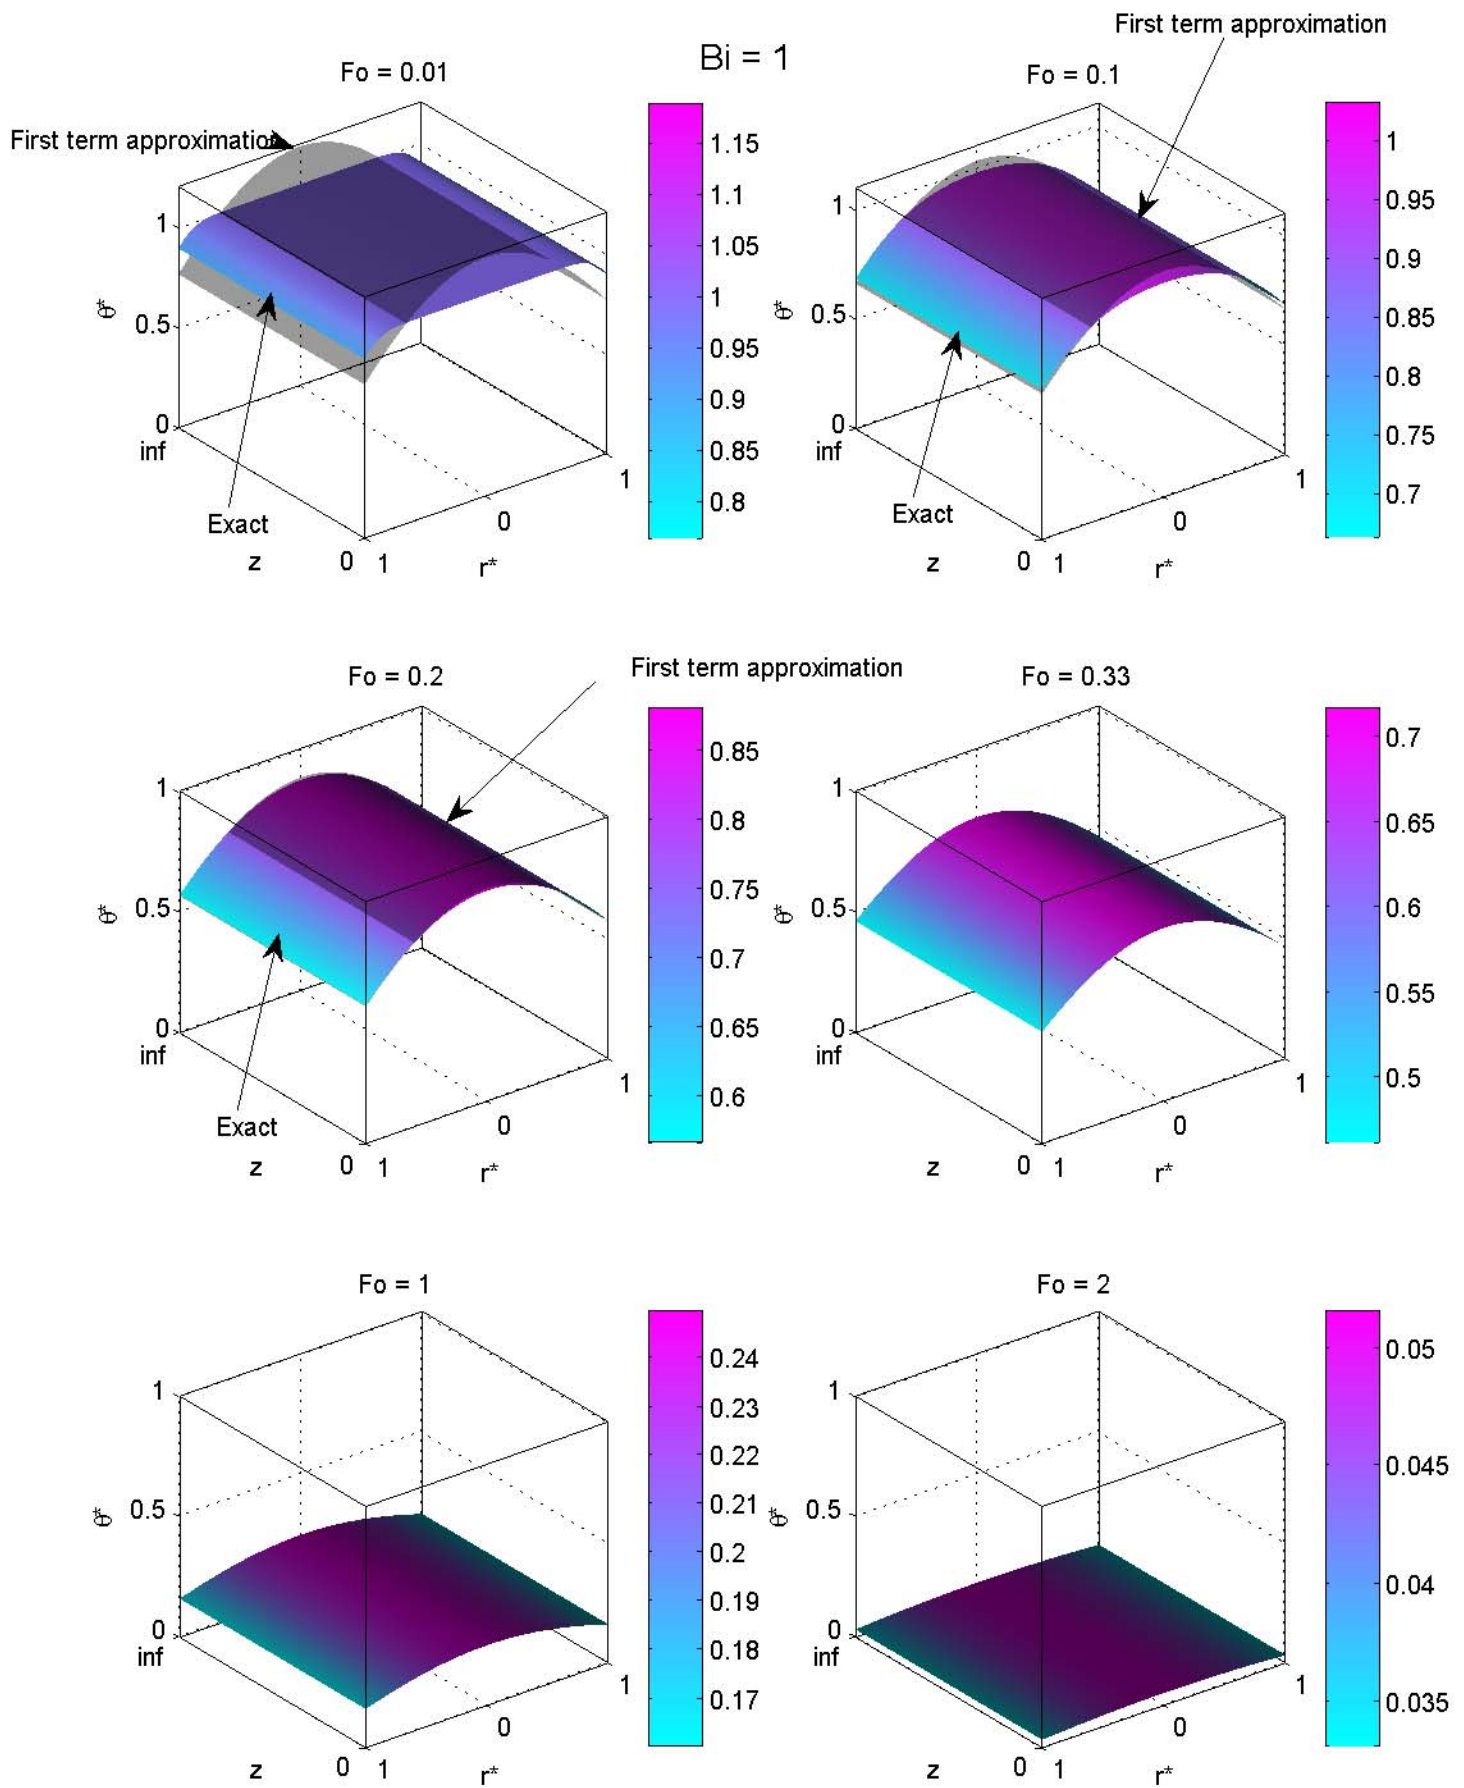 First term approximation
Bi = 1
Fo = 0.01
Fo = 0.1
First term approximation
1
0.5
0
inf
θ*
Exact
z
0
1
r*
0
1
1.15
1.1
1.05
1
0.95
0.9
0.85
0.8
1
0.5
0
inf
θ*
Exact
z
0
1
r*
0
1
1
0.95
0.9
0.85
0.8
0.75
0.7
Fo = 0.2
First term approximation
Fo = 0.33
1
0.5
0
inf
θ*
Exact
z
0
1
r*
0
1
0.85
0.8
0.75
0.7
0.65
0.6
1
0.5
0
inf
θ*
z
0
1
r*
0
1
0.7
0.65
0.6
0.55
0.5
Fo = 1
Fo = 2
1
0.5
0
inf
θ*
z
0
1
r*
0
1
0.24
0.23
0.22
0.21
0.2
0.19
0.18
0.17
1
0.5
0
inf
θ*
z
0
1
r*
0
1
0.05
0.045
0.04
0.035